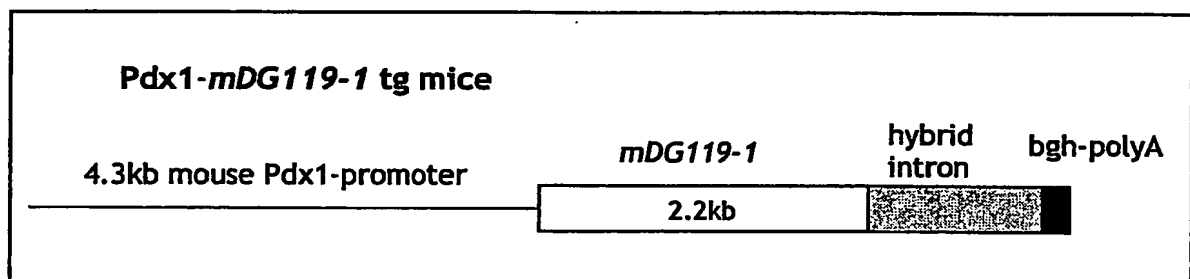 Pdx1-mDG119-1 tg mice
4.3kb mouse Pdx1-promoter
mDG119-1
2.2kb
hybrid
intron
bgh-polyA